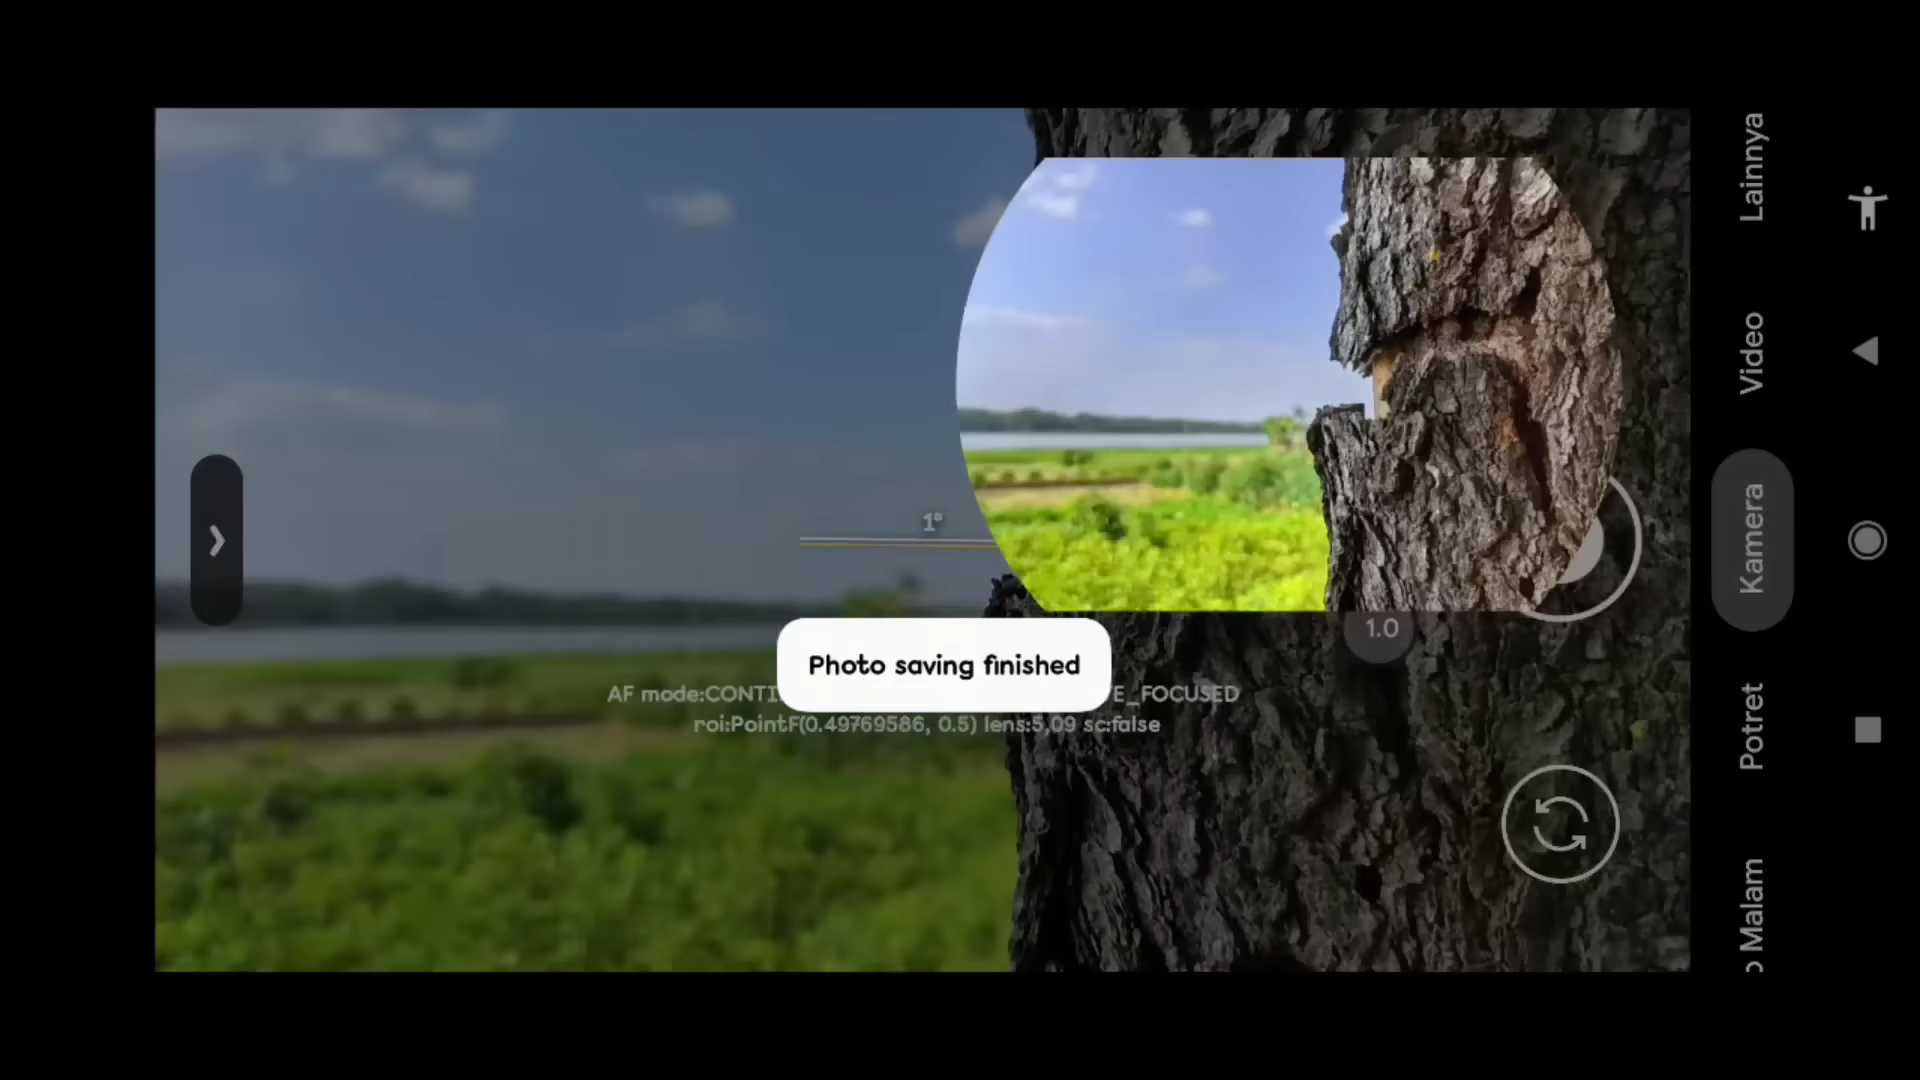 1°
1.0
Photo saving finished
AF mode:CONTI E_FOCUSED
roi:PointF(0.49769586, 0.5) lens:5,09 sc:false
Lainnya
Video
Kamera
Potret
o Malam